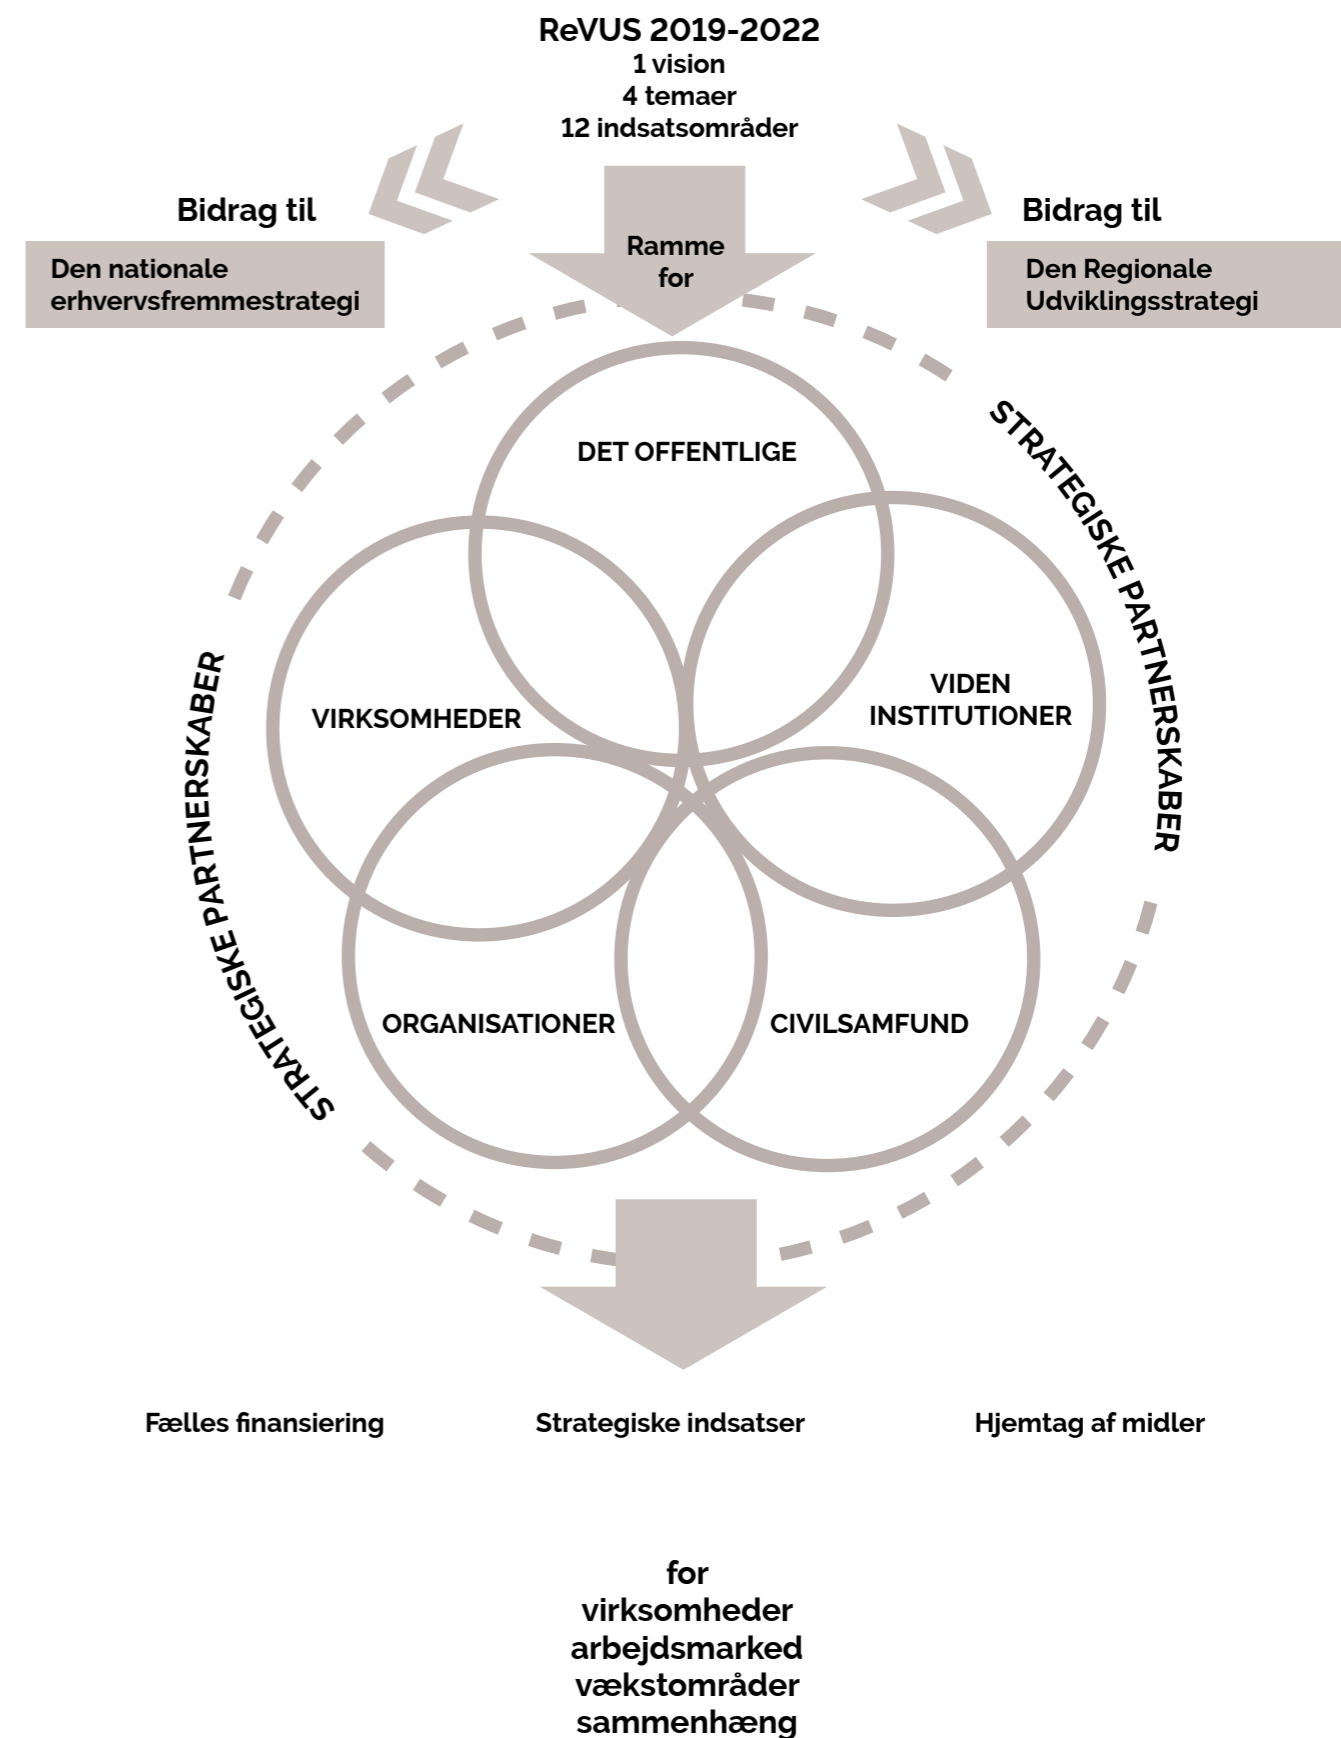 ReVUS 2019-2022
1 vision
4 temaer
12 indsatsområder
Bidrag til
Den nationale
erhvervsfremmestrategi
Ramme
for
Bidrag til
Den Regionale
Udviklingsstrategi
STRATEGISKE PARTNERSKABER
DET OFFENTLIGE
VIDEN
INSTITUTIONER
VIRKSOMHEDER
STRATEGISKE PARTNERSKABER
ORGANISATIONER
CIVILSAMFUND
Fælles finansiering
Strategiske indsatser
Hjemtag af midler
for
virksomheder
arbejdsmarked
vækstområder
sammenhæng